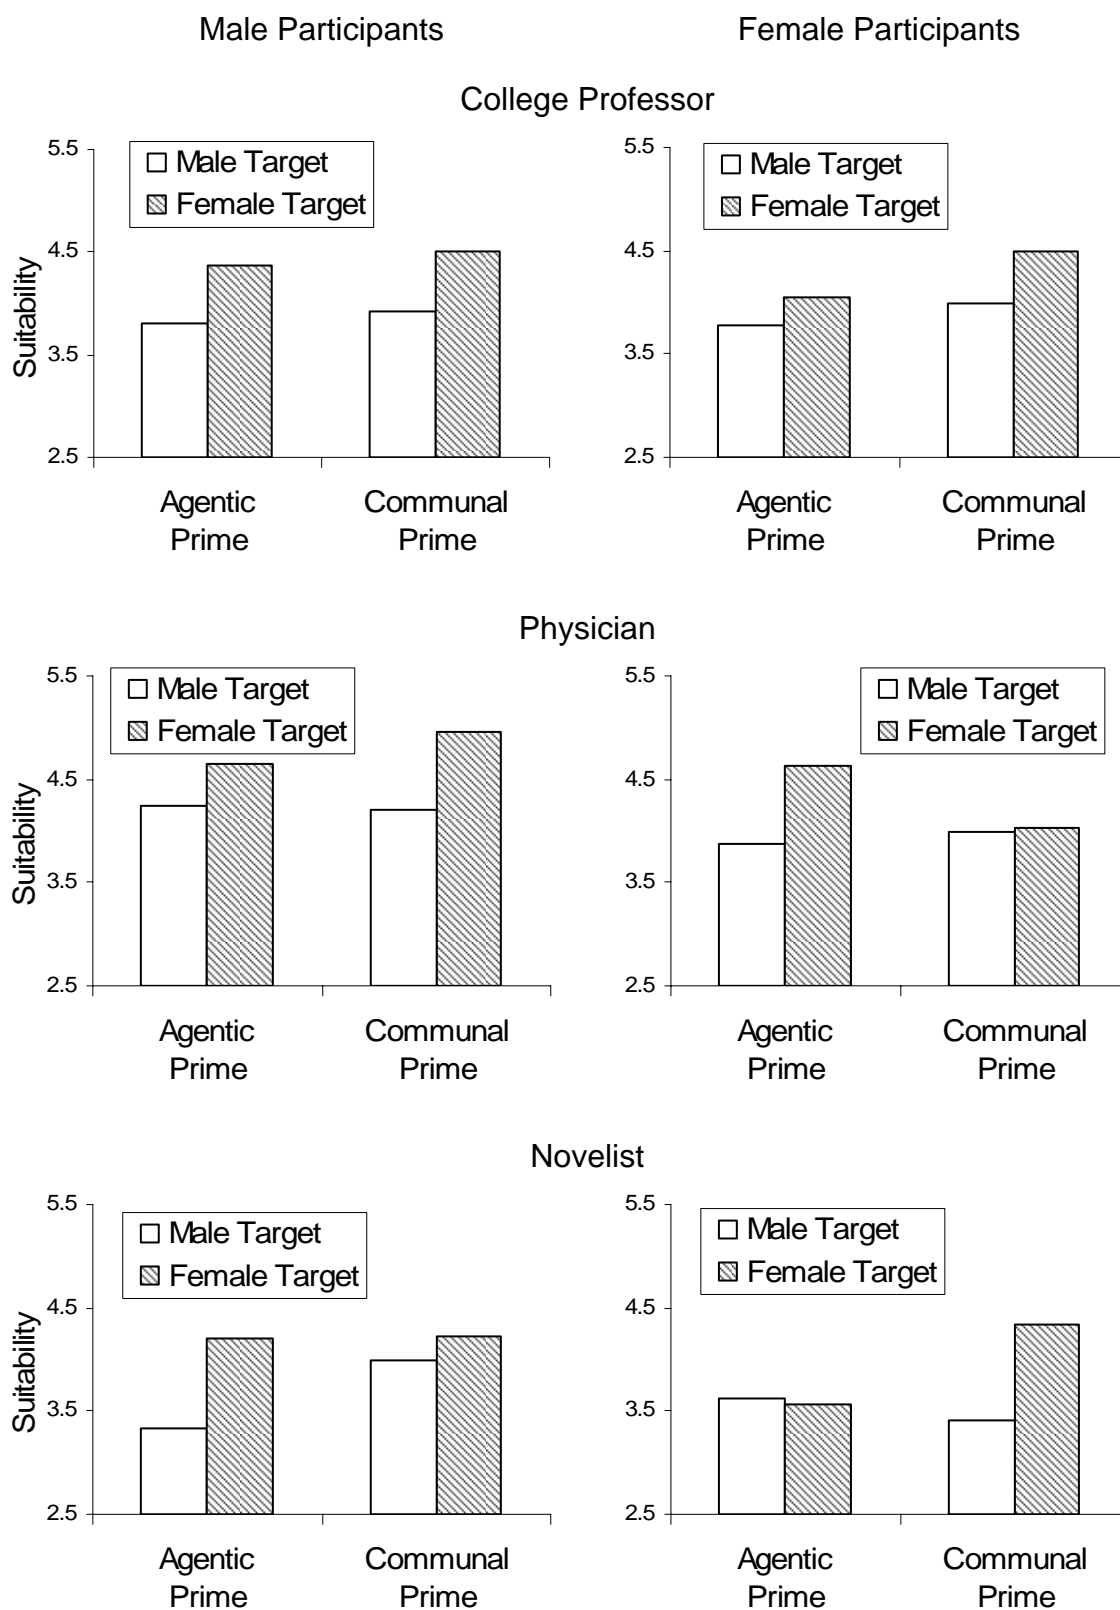 Male Participants
Female Participants
College Professor
5.5
4.5
3.5
2.5
Suitability
Male Target
Female Target
Agentic
Prime
Communal
Prime
5.5
4.5
3.5
2.5
Male Target
Female Target
Agentic
Prime
Communal
Prime
Physician
5.5
4.5
3.5
2.5
Suitability
Male Target
Female Target
Agentic
Prime
Communal
Prime
5.5
4.5
3.5
2.5
Male Target
Female Target
Agentic
Prime
Communal
Prime
Novelist
5.5
4.5
3.5
2.5
Suitability
Male Target
Female Target
Agentic
Prime
Communal
Prime
5.5
4.5
3.5
2.5
Male Target
Female Target
Agentic
Prime
Communal
Prime